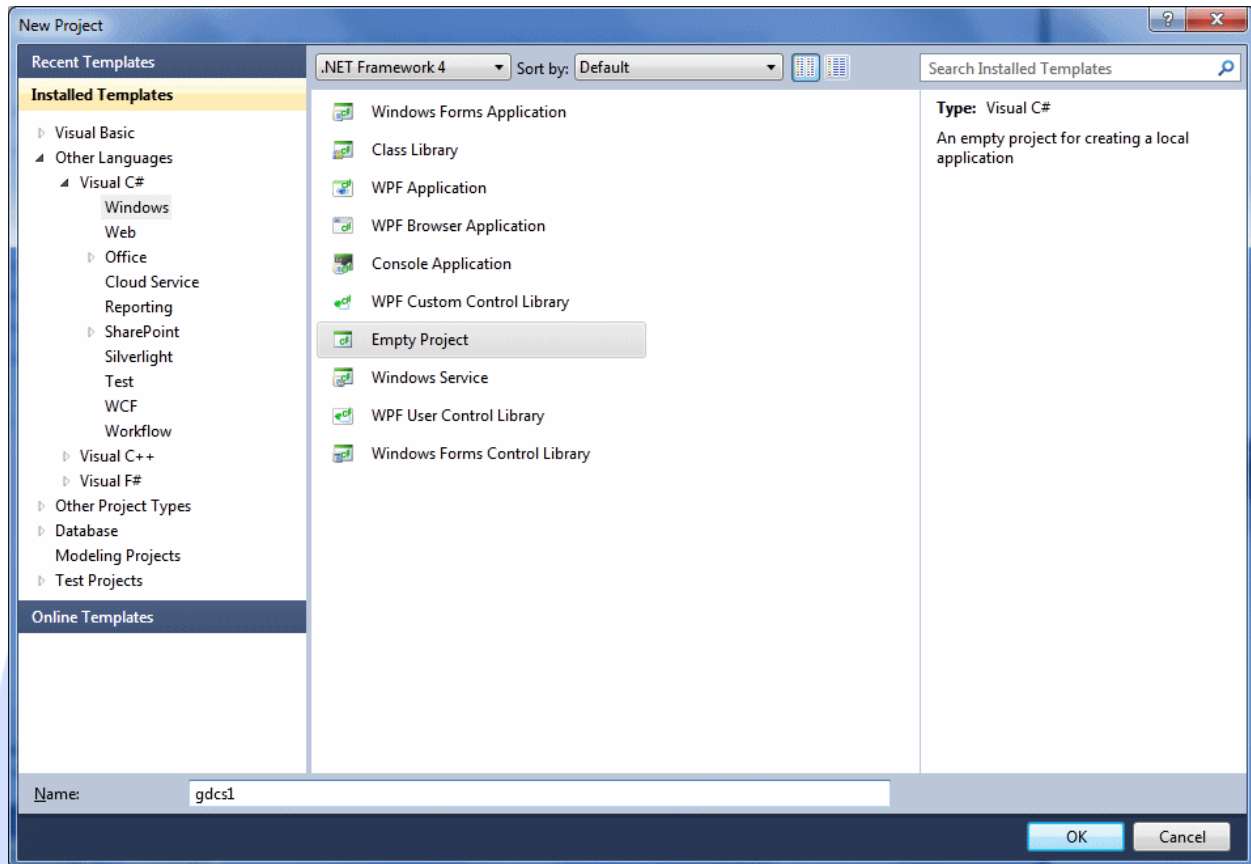 New Project
Recent Templates
Installed Templates
Visual Basic
Other Languages
Visual C#
Windows
Web
Office
Cloud Service
Reporting
SharePoint
Silverlight
Test
WCF
Workflow
Visual C++
Visual F#
Other Project Types
Database
Modeling Projects
Test Projects
Online Templates
.NET Framework 4
Sort by: Default
Windows Forms Application
Class Library
WPF Application
WPF Browser Application
Console Application
WPF Custom Control Library
Empty Project
Windows Service
WPF User Control Library
Windows Forms Control Library
Search Installed Templates
Type: Visual C#
An empty project for creating a local
application
Name: gdcs1
OK Cancel